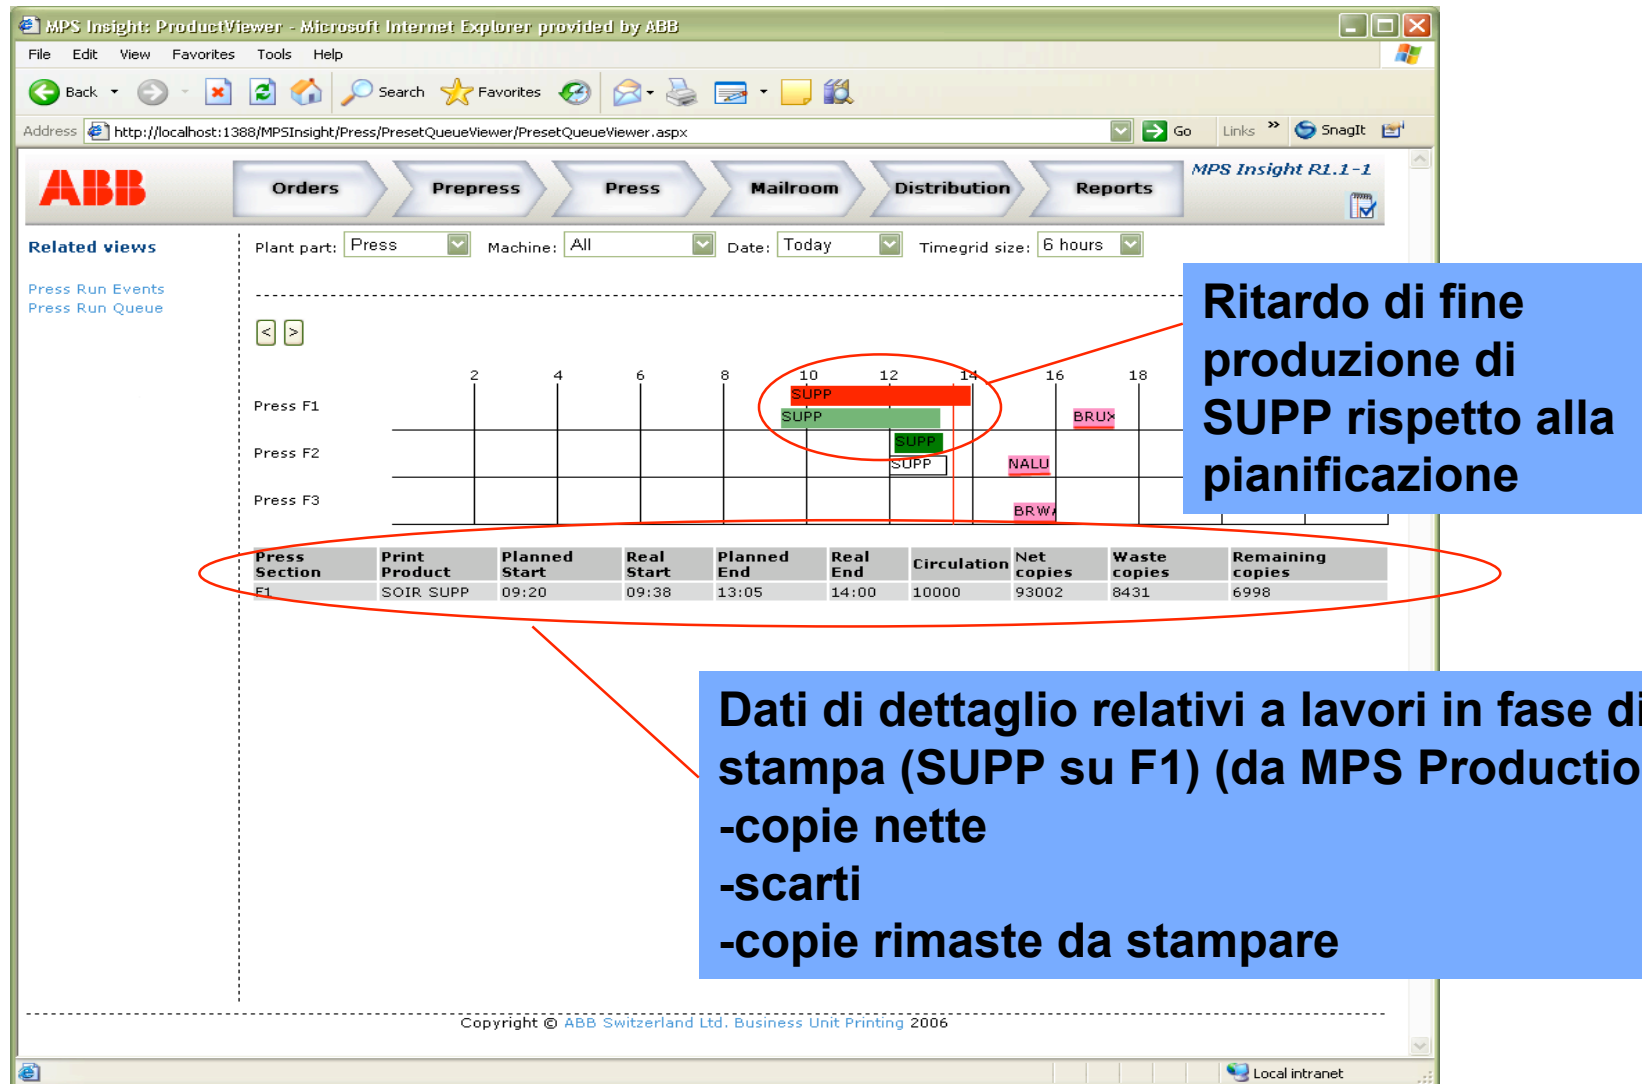 MPS Insight: ProductViewer - Microsoft Internet Explorer provided by ABB
File Edit View Favorites Tools Help
Back Search Favorites
Address http://localhost:1388/MPSInsight/Press/PresetQueueViewer/PresetQueueViewer.aspx Go Links » SnagIt
ABB Orders Prepress Press Mailroom Distribution Reports MPS Insight R1.1-1
Related views Plant part: Press Machine: All Date: Today Timegrid size: 6 hours
Press Run Events
Press Run Queue
< >
Ritardo di fine
produzione di
SUPP rispetto alla
pianificazione
2 4 6 8 10 12 14 16 18
Press F1 SUPP
SUPP BRUX
Press F2 SUPP
SUPP NALU
Press F3
BRWA
Press Section Print Product Planned Start Real Start Planned End Real End Circulation Net copies Waste copies Remaining copies
F1 SOIR SUPP 09:20 09:38 13:05 14:00 10000 93002 8431 6998
Dati di dettaglio relativi a lavori in fase di
stampa (SUPP su F1) (da MPS Productio
-copie nette
-scarti
-copie rimaste da stampare
Copyright © ABB Switzerland Ltd. Business Unit Printing 2006
Local intranet